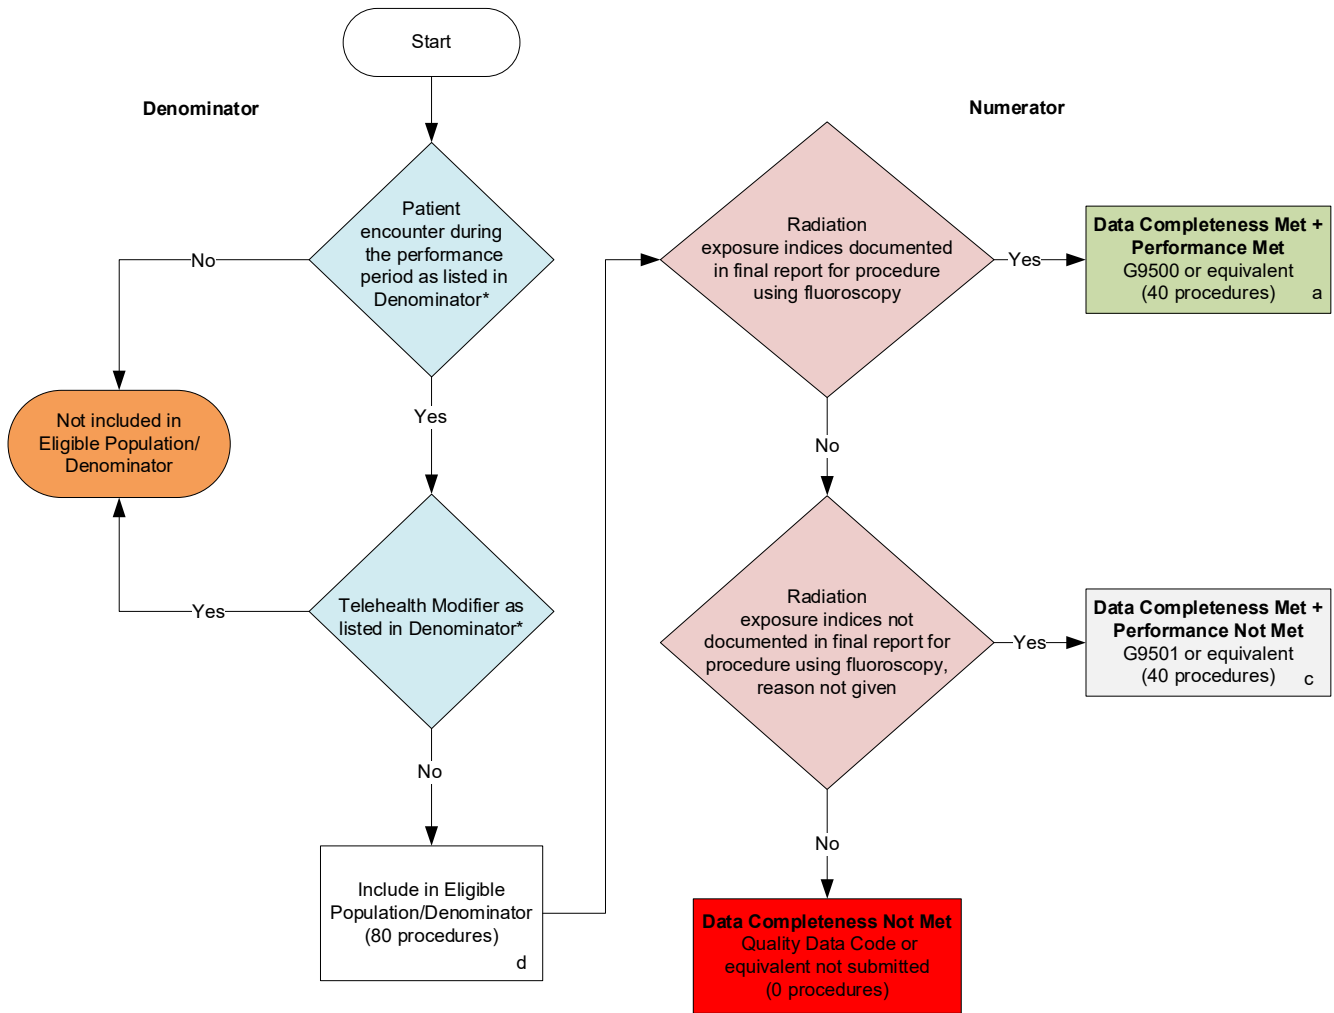 Start
Denominator
Patient
encounter during
the performance
period as listed in
Denominator*
No
Not included in
Eligible Population/
Denominator
Yes
Telehealth Modifier as
listed in Denominator*
Yes
No
Include in Eligible
Population/Denominator
(80 procedures)
d
Numerator
Radiation
exposure indices documented
in final report for procedure
using fluoroscopy
Yes
Data Completeness Met +
Performance Met
G9500 or equivalent
(40 procedures) a
No
Radiation
exposure indices not
documented in final report for
procedure using fluoroscopy,
reason not given
Yes
Data Completeness Met +
Performance Not Met
G9501 or equivalent
(40 procedures) c
No
Data Completeness Not Met
Quality Data Code or
equivalent not submitted
(0 procedures)